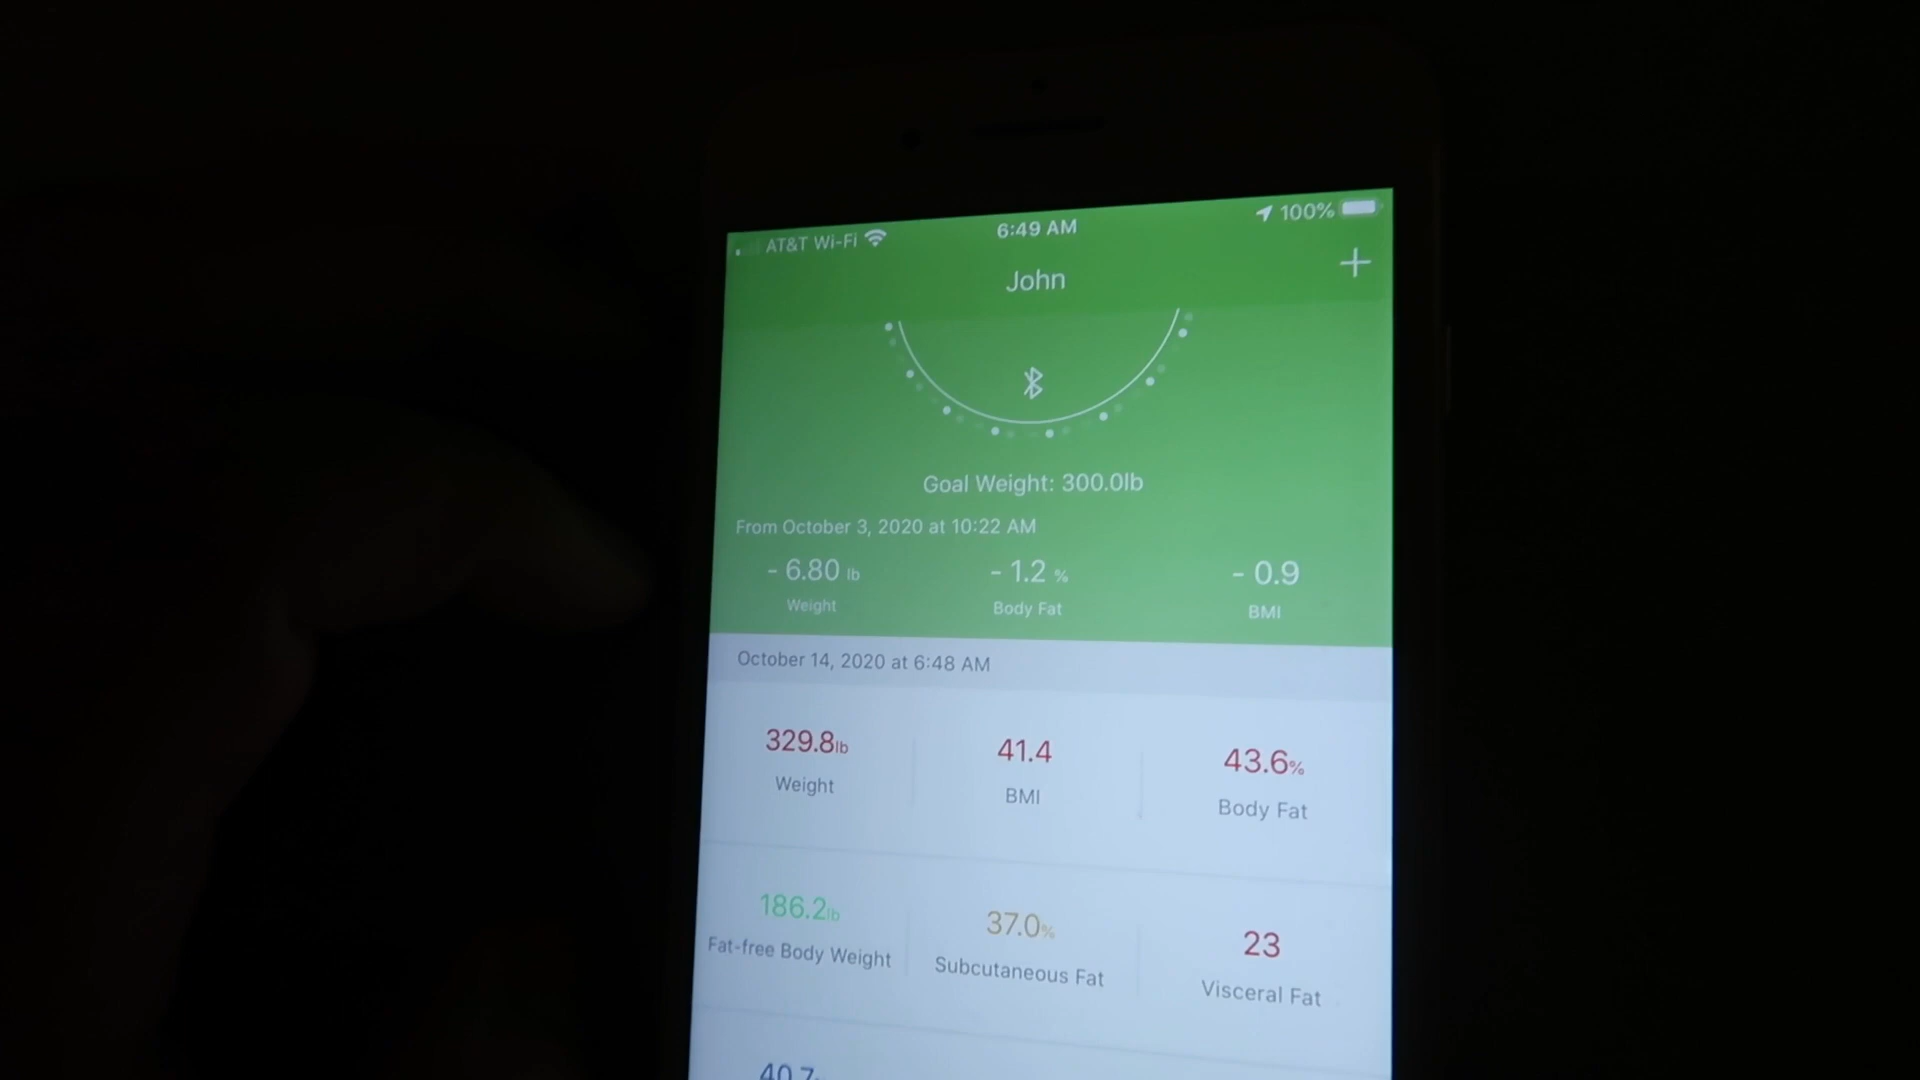 AT&T Wi-Fi 6:49 AM 100%
John
Goal Weight: 300.0lb
From October 3, 2020 at 10:22 AM
- 6.80 lb - 1.2 % - 0.9
Weight Body Fat BMI
October 14, 2020 at 6:48 AM
329.8lb 41.4 43.6%
Weight BMI Body Fat
186.2lb 37.0% 23
Fat-free Body Weight Subcutaneous Fat Visceral Fat
40.7